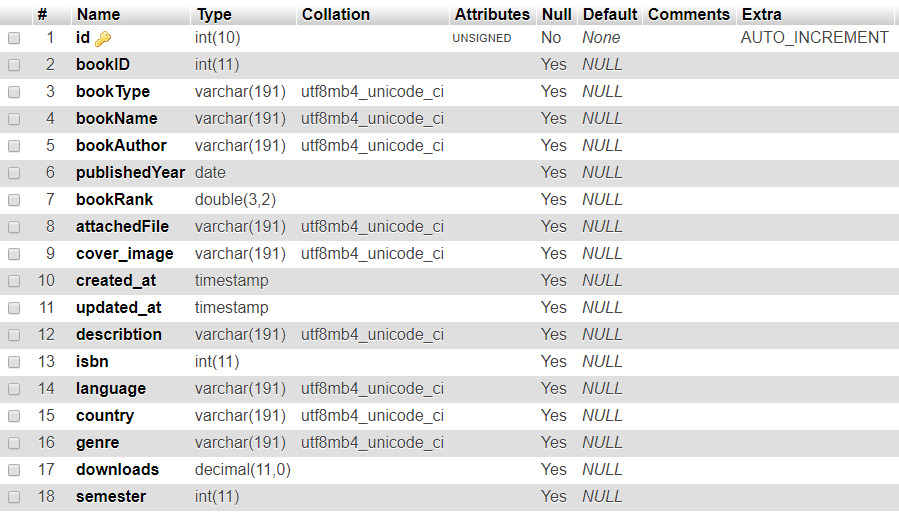 # Name Type Collation Attributes Null Default Comments Extra
1 id int(10) UNSIGNED No None AUTO_INCREMENT
2 bookID int(11) Yes NULL
3 bookType varchar(191) utf8mb4_unicode_ci Yes NULL
4 bookName varchar(191) utf8mb4_unicode_ci Yes NULL
5 bookAuthor varchar(191) utf8mb4_unicode_ci Yes NULL
6 publishedYear date Yes NULL
7 bookRank double(3,2) Yes NULL
8 attachedFile varchar(191) utf8mb4_unicode_ci Yes NULL
9 cover_image varchar(191) utf8mb4_unicode_ci Yes NULL
10 created_at timestamp Yes NULL
11 updated_at timestamp Yes NULL
12 describtion varchar(191) utf8mb4_unicode_ci Yes NULL
13 isbn int(11) Yes NULL
14 language varchar(191) utf8mb4_unicode_ci Yes NULL
15 country varchar(191) utf8mb4_unicode_ci Yes NULL
16 genre varchar(191) utf8mb4_unicode_ci Yes NULL
17 downloads decimal(11,0) Yes NULL
18 semester int(11) Yes NULL